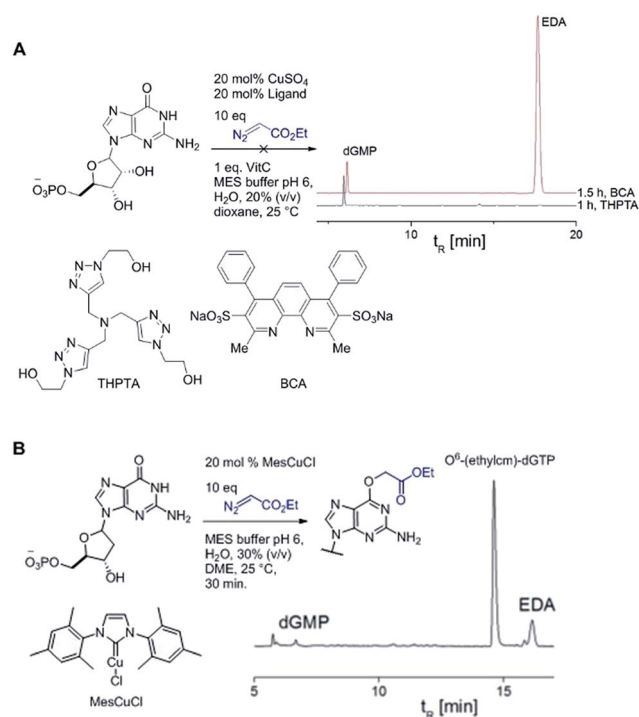 A
20 mol% CuSO₄
20 mol% Ligand
10 eq
N₂ CO₂Et
1 eq. VitC
MES buffer pH 6,
H₂O, 20% (v/v)
dioxane, 25 °C
O
N NH
N N NH₂
⁻O₃PO O
OH
OH
EDA
dGMP
1.5 h, BCA
1 h, THPTA
10 15 20
tR [min]
OH
N N
N
N
N N
N N
N
N
HO OH
THPTA
NaO₃S SO₃Na
N N
Me Me
BCA
B
20 mol % MesCuCl
10 eq
N₂ CO₂Et
MES buffer pH 6,
H₂O, 30% (v/v)
DME, 25 °C,
30 min.
O
N NH
N N NH₂
⁻O₃PO O
OH
OEt
O O
N N
N N NH₂
N N
Cu
Cl
MesCuCl
O⁶-(ethylcm)-dGTP
dGMP
EDA
5 10 15
tR [min]